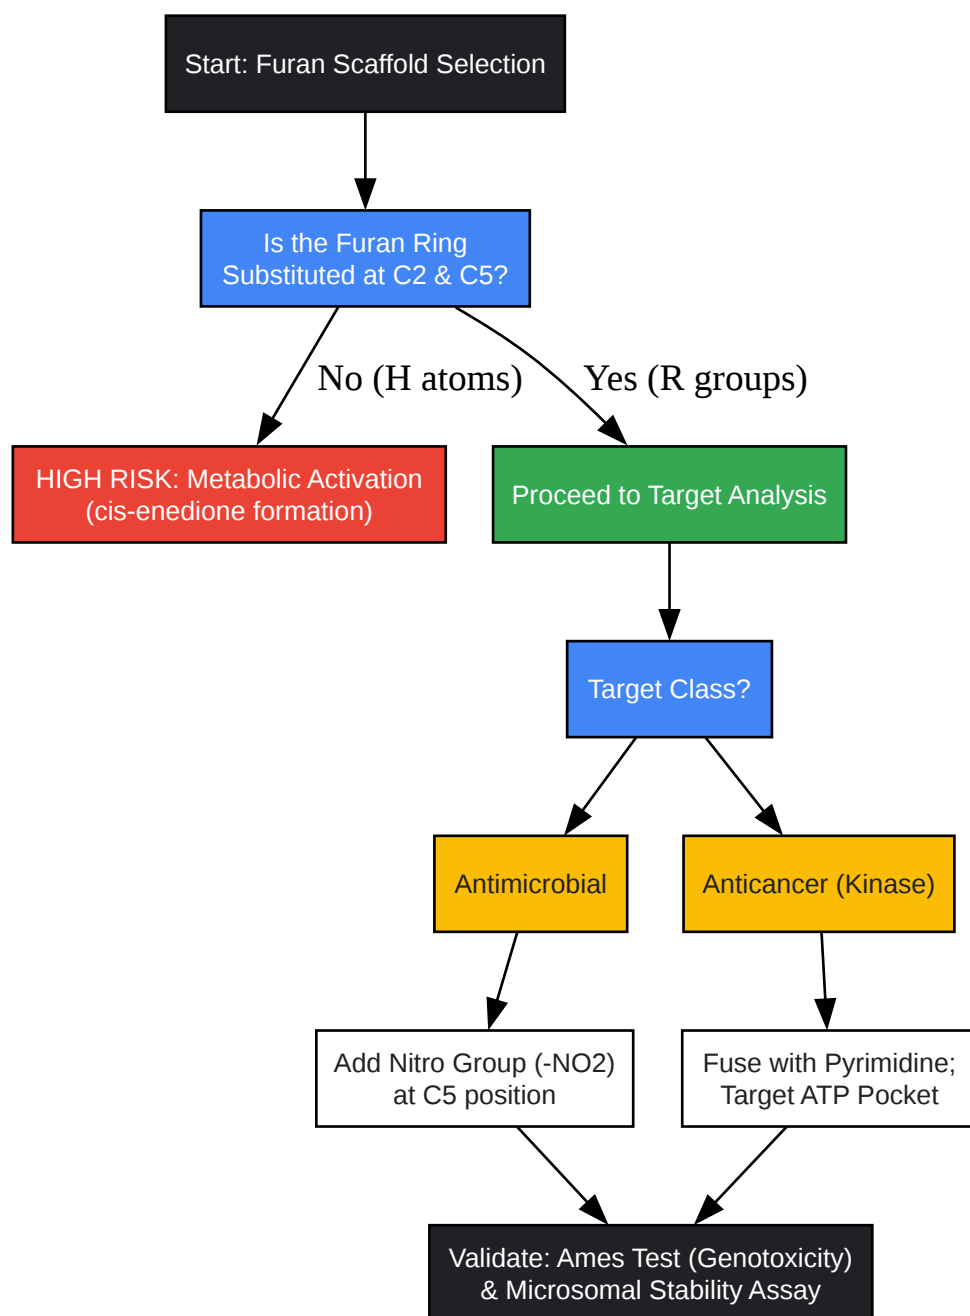 Start: Furan Scaffold Selection
Is the Furan Ring
Substituted at C2 & C5?
No (H atoms)
Yes (R groups)
HIGH RISK: Metabolic Activation
(cis-enedione formation)
Proceed to Target Analysis
Target Class?
Antimicrobial
Anticancer (Kinase)
Add Nitro Group (-NO2)
at C5 position
Fuse with Pyrimidine;
Target ATP Pocket
Validate: Ames Test (Genotoxicity)
& Microsomal Stability Assay